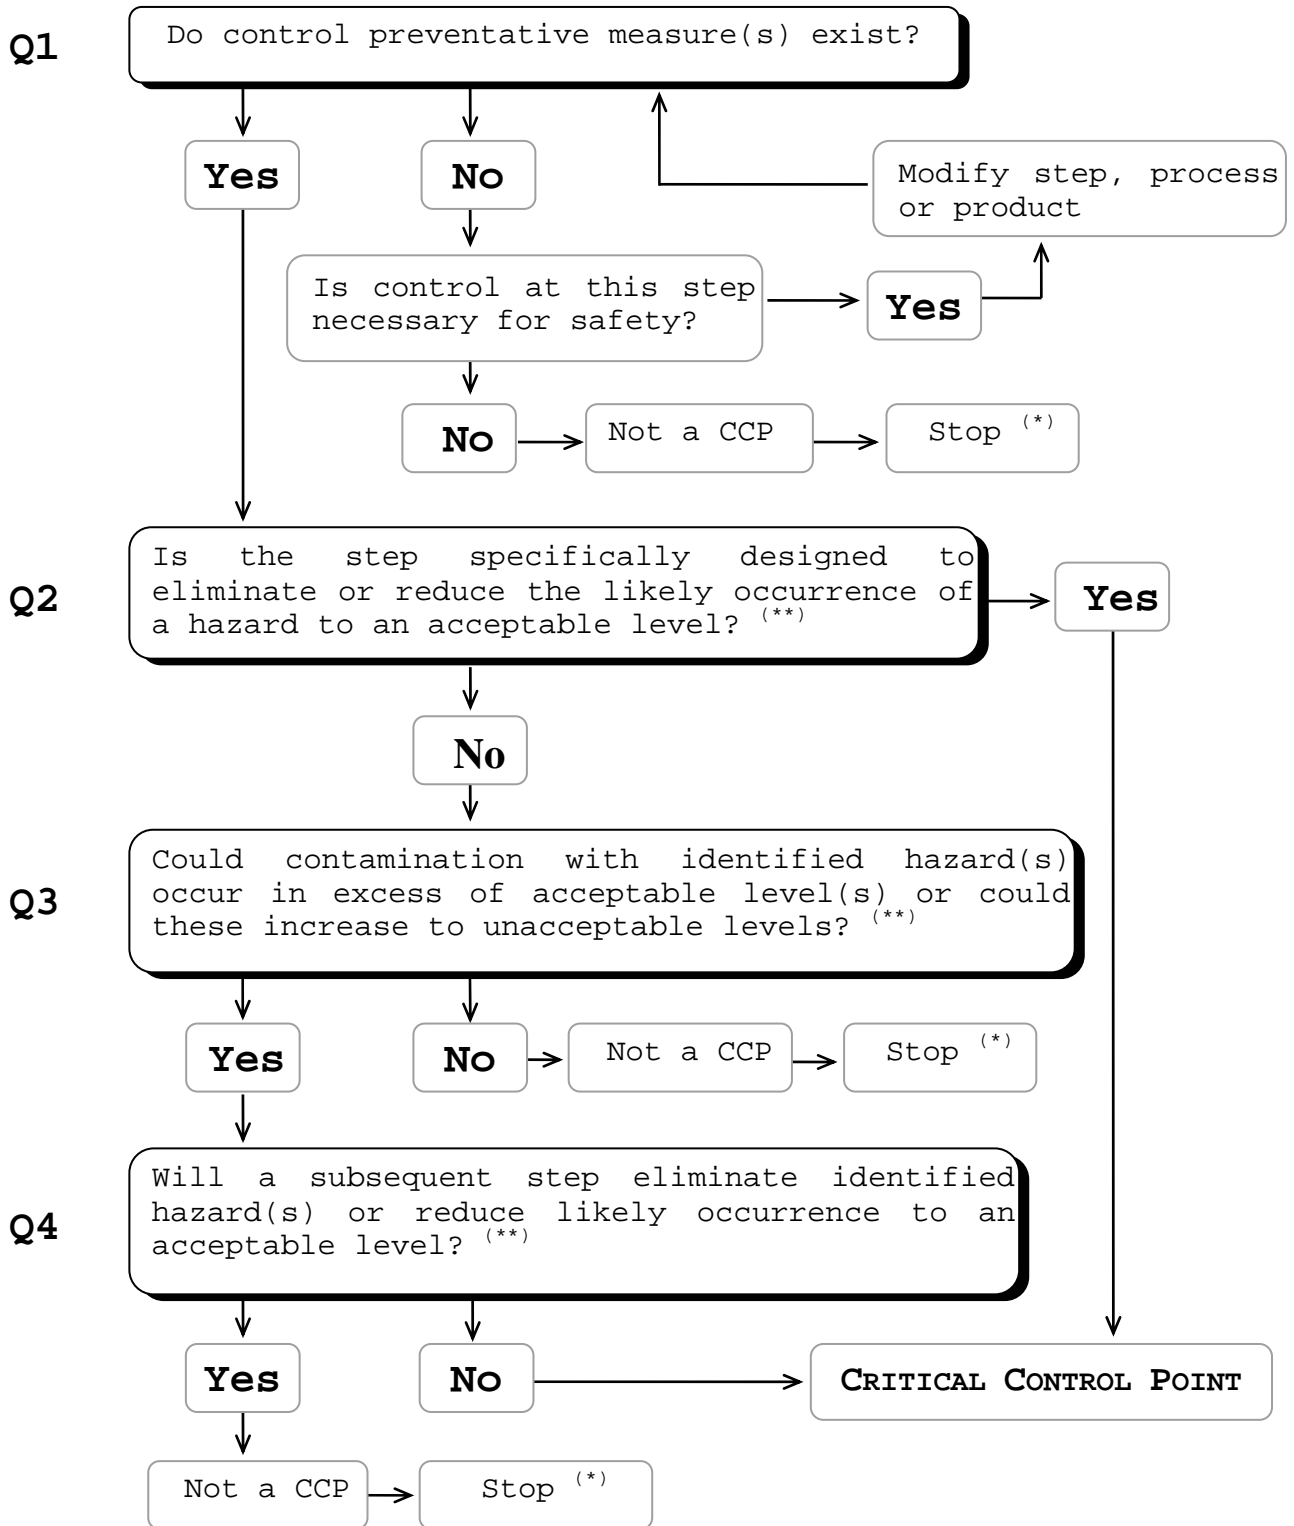 Q1
Do control preventative measure(s) exist?
Yes
No
Modify step, process
or product
Is control at this step
necessary for safety?
Yes
No
Not a CCP
Stop (*)
Q2
Is the step specifically designed to
eliminate or reduce the likely occurrence of
a hazard to an acceptable level? (**)
Yes
No
Q3
Could contamination with identified hazard(s)
occur in excess of acceptable level(s) or could
these increase to unacceptable levels? (**)
Yes
No
Not a CCP
Stop (*)
Q4
Will a subsequent step eliminate identified
hazard(s) or reduce likely occurrence to an
acceptable level? (**)
Yes
No
CRITICAL CONTROL POINT
Not a CCP
Stop (*)